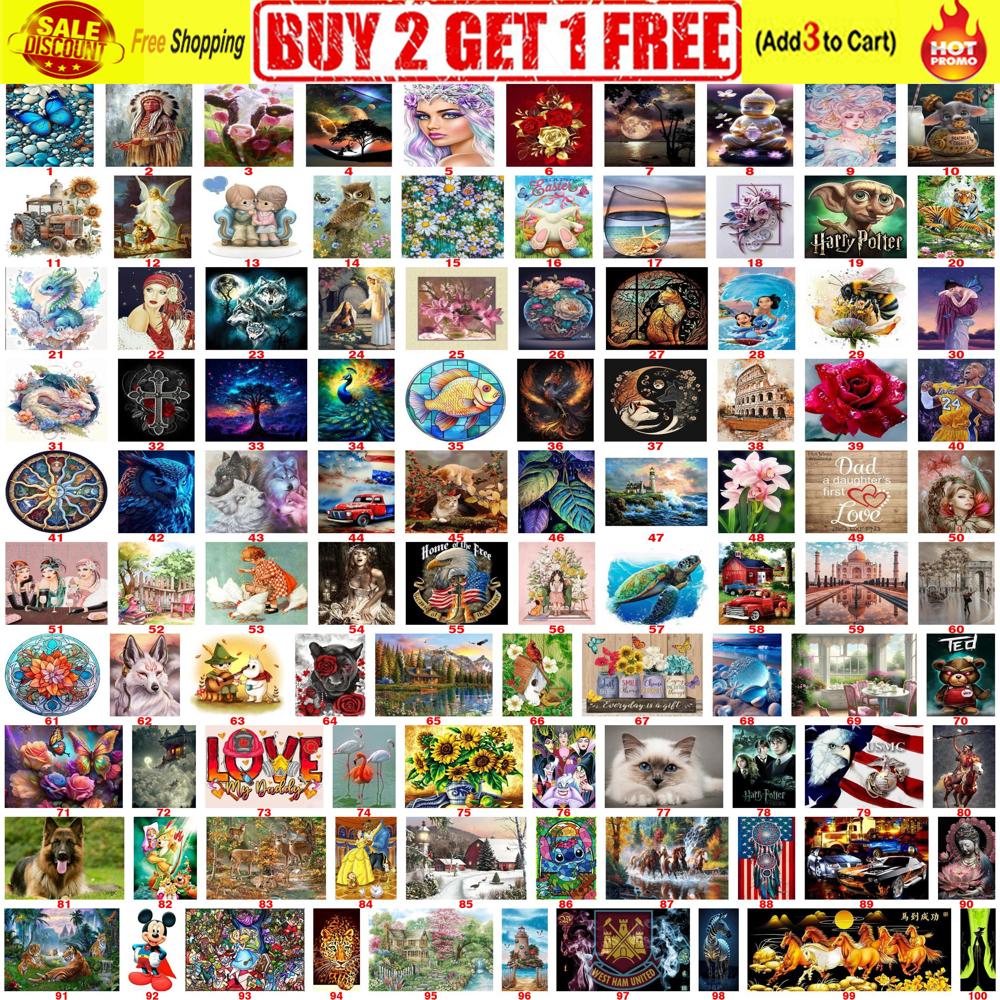 SALE
DISCOUNT
Free Shopping
BUY 2 GET 1 FREE
(Add 3 to Cart)
HOT
PROMO
1 2 3 4 5 6 7 8 9 10
Easter
Harry Potter
11 12 13 14 15 16 17 18 19 20
21 22 23 24 25 26 27 28 29 30
24
31 32 33 34 35 36 37 38 39 40
Dad
a daughter's
first
Love
41 42 43 44 45 46 47 48 49 50
Home of the Free
51 52 53 54 55 56 57 58 59 60
TED
Everyday is a gift
61 62 63 64 65 66 67 68 69 70
LOVE
My Daddy
USMC
Harry Potter
71 72 73 74 75 76 77 78 79 80
81 82 83 84 85 86 87 88 89 90
馬到成功
WEST HAM UNITED
91 92 93 94 95 96 97 98 99 100